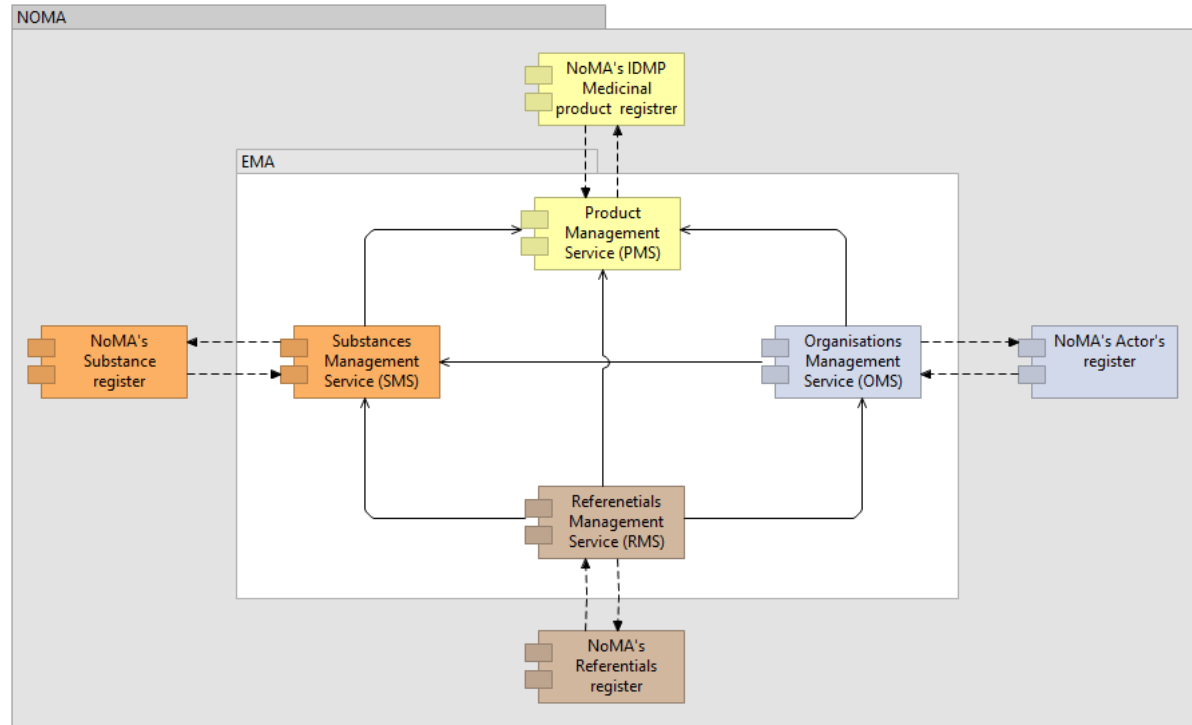 NOMA
NoMA's IDMP
Medicinal
product registrer
EMA
Product
Management
Service (PMS)
NoMA's
Substance
register
Substances
Management
Service (SMS)
Organisations
Management
Service (OMS)
NoMA's Actor's
register
Referenetials
Management
Service (RMS)
NoMA's
Referentials
register